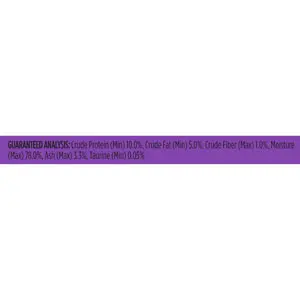 GUARANTEED ANALYSIS: Crude Protein (Min) 10.0%, Crude Fat (Min) 5.0%, Crude Fiber (Max) 1.0%, Moisture
(Max) 78.0%, Ash (Max) 3.3%, Taurine (Min) 0.05%